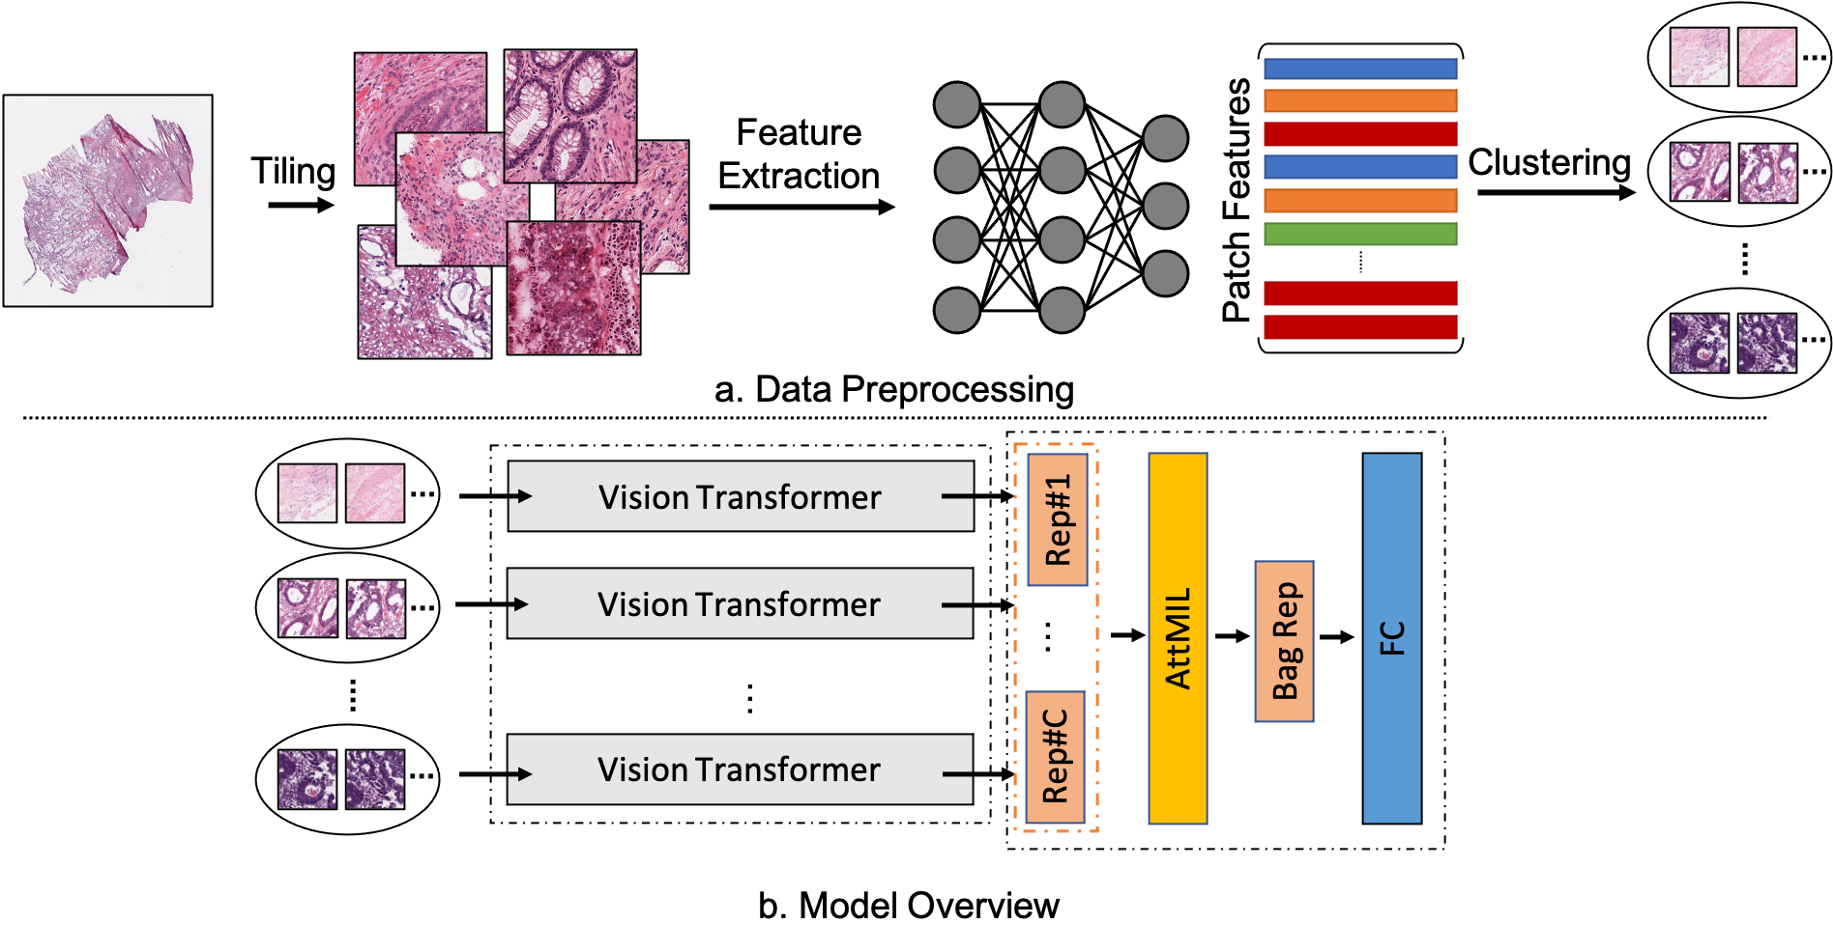 Tiling
Feature
Extraction
Patch Features
Clustering
a. Data Preprocessing
Vision Transformer
Vision Transformer
Vision Transformer
Rep#1
Rep#C
AttMIL
Bag Rep
FC
b. Model Overview